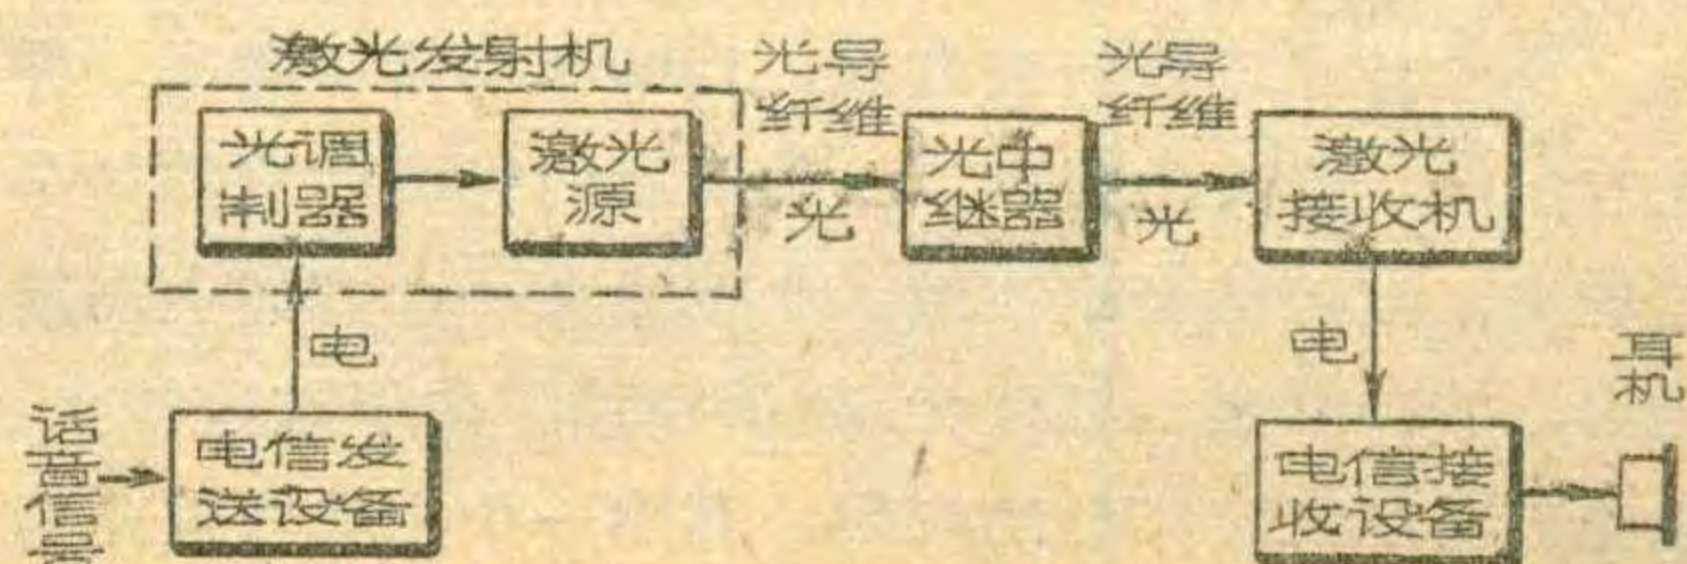 激光发射机
光导
纤维
光导
纤维
光调
制器
激光
源
光中
继器
激光
接收机
光
光
电
电
耳
机
话
音
信
号
电信发
送设备
电信接
收设备